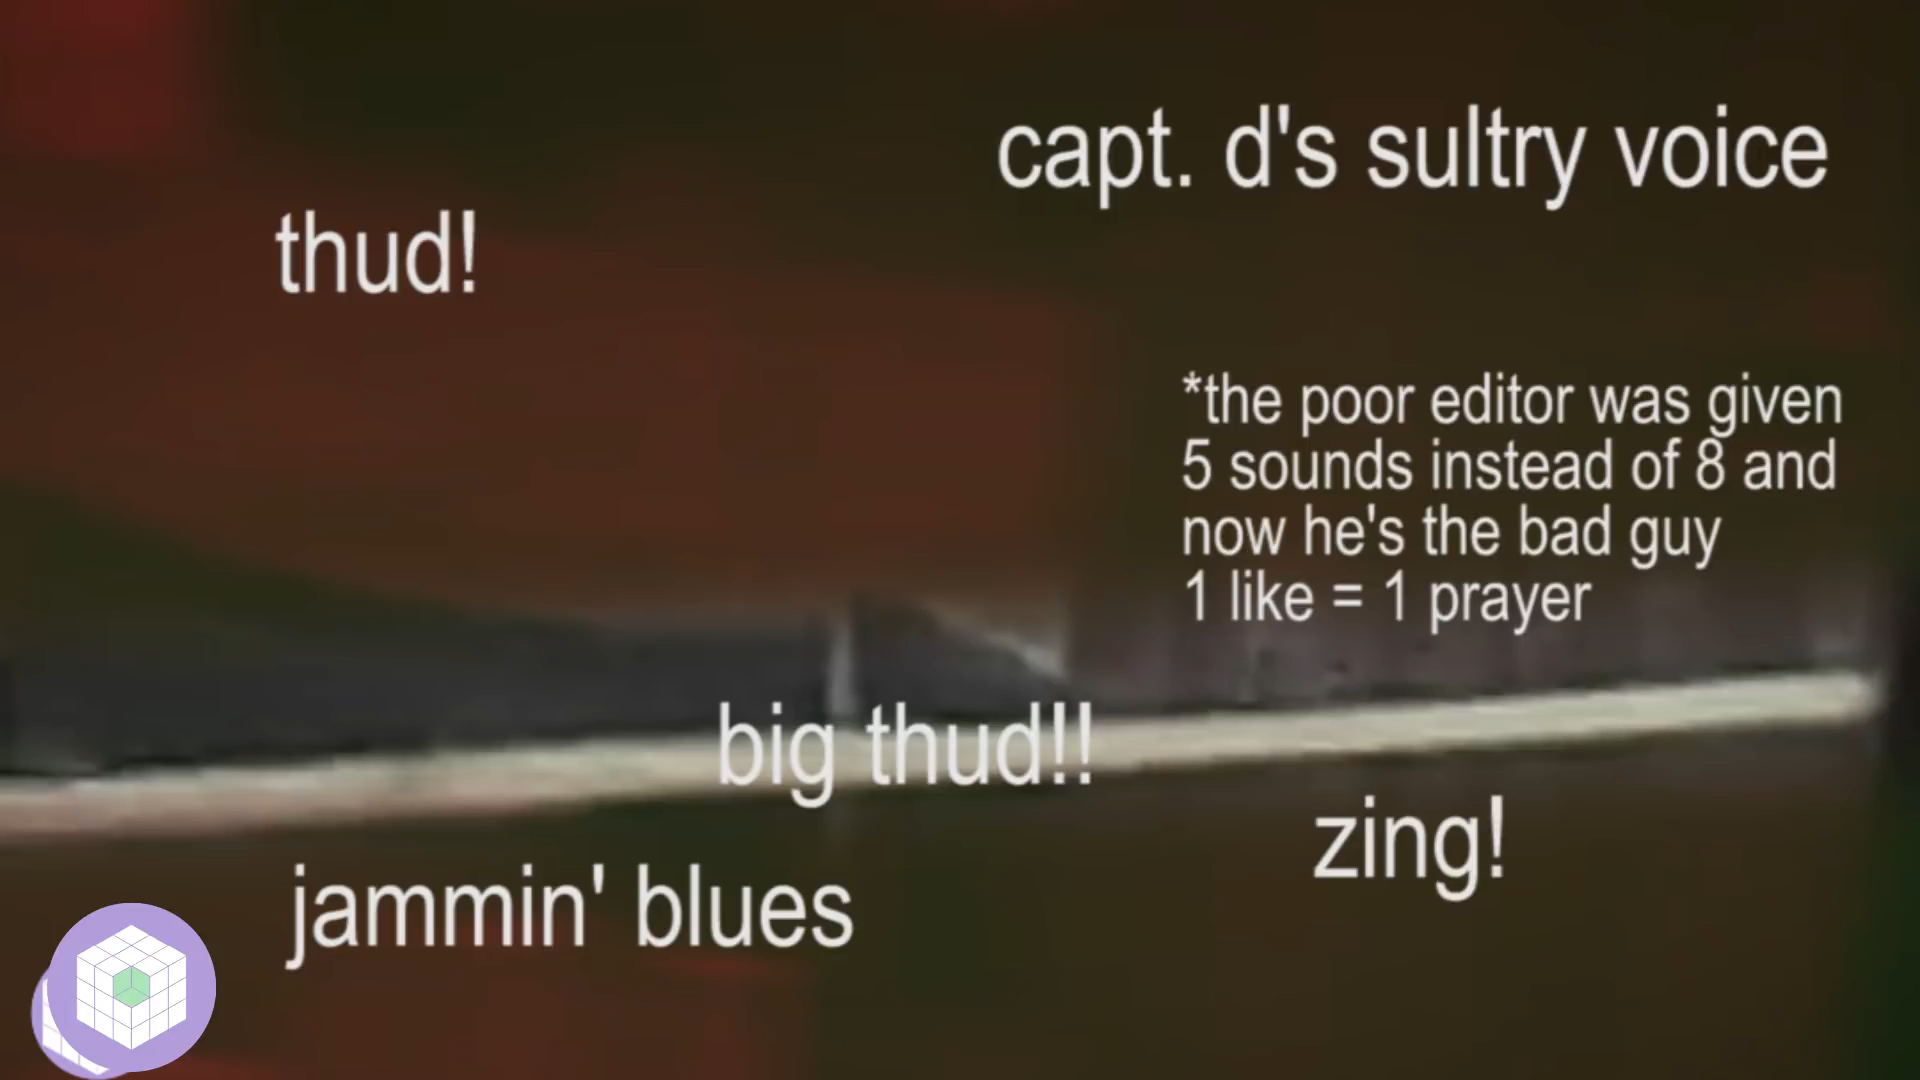 capt. d's sultry voice
thud!
*the poor editor was given
5 sounds instead of 8 and
now he's the bad guy
1 like = 1 prayer
big thud!!
zing!
jammin' blues